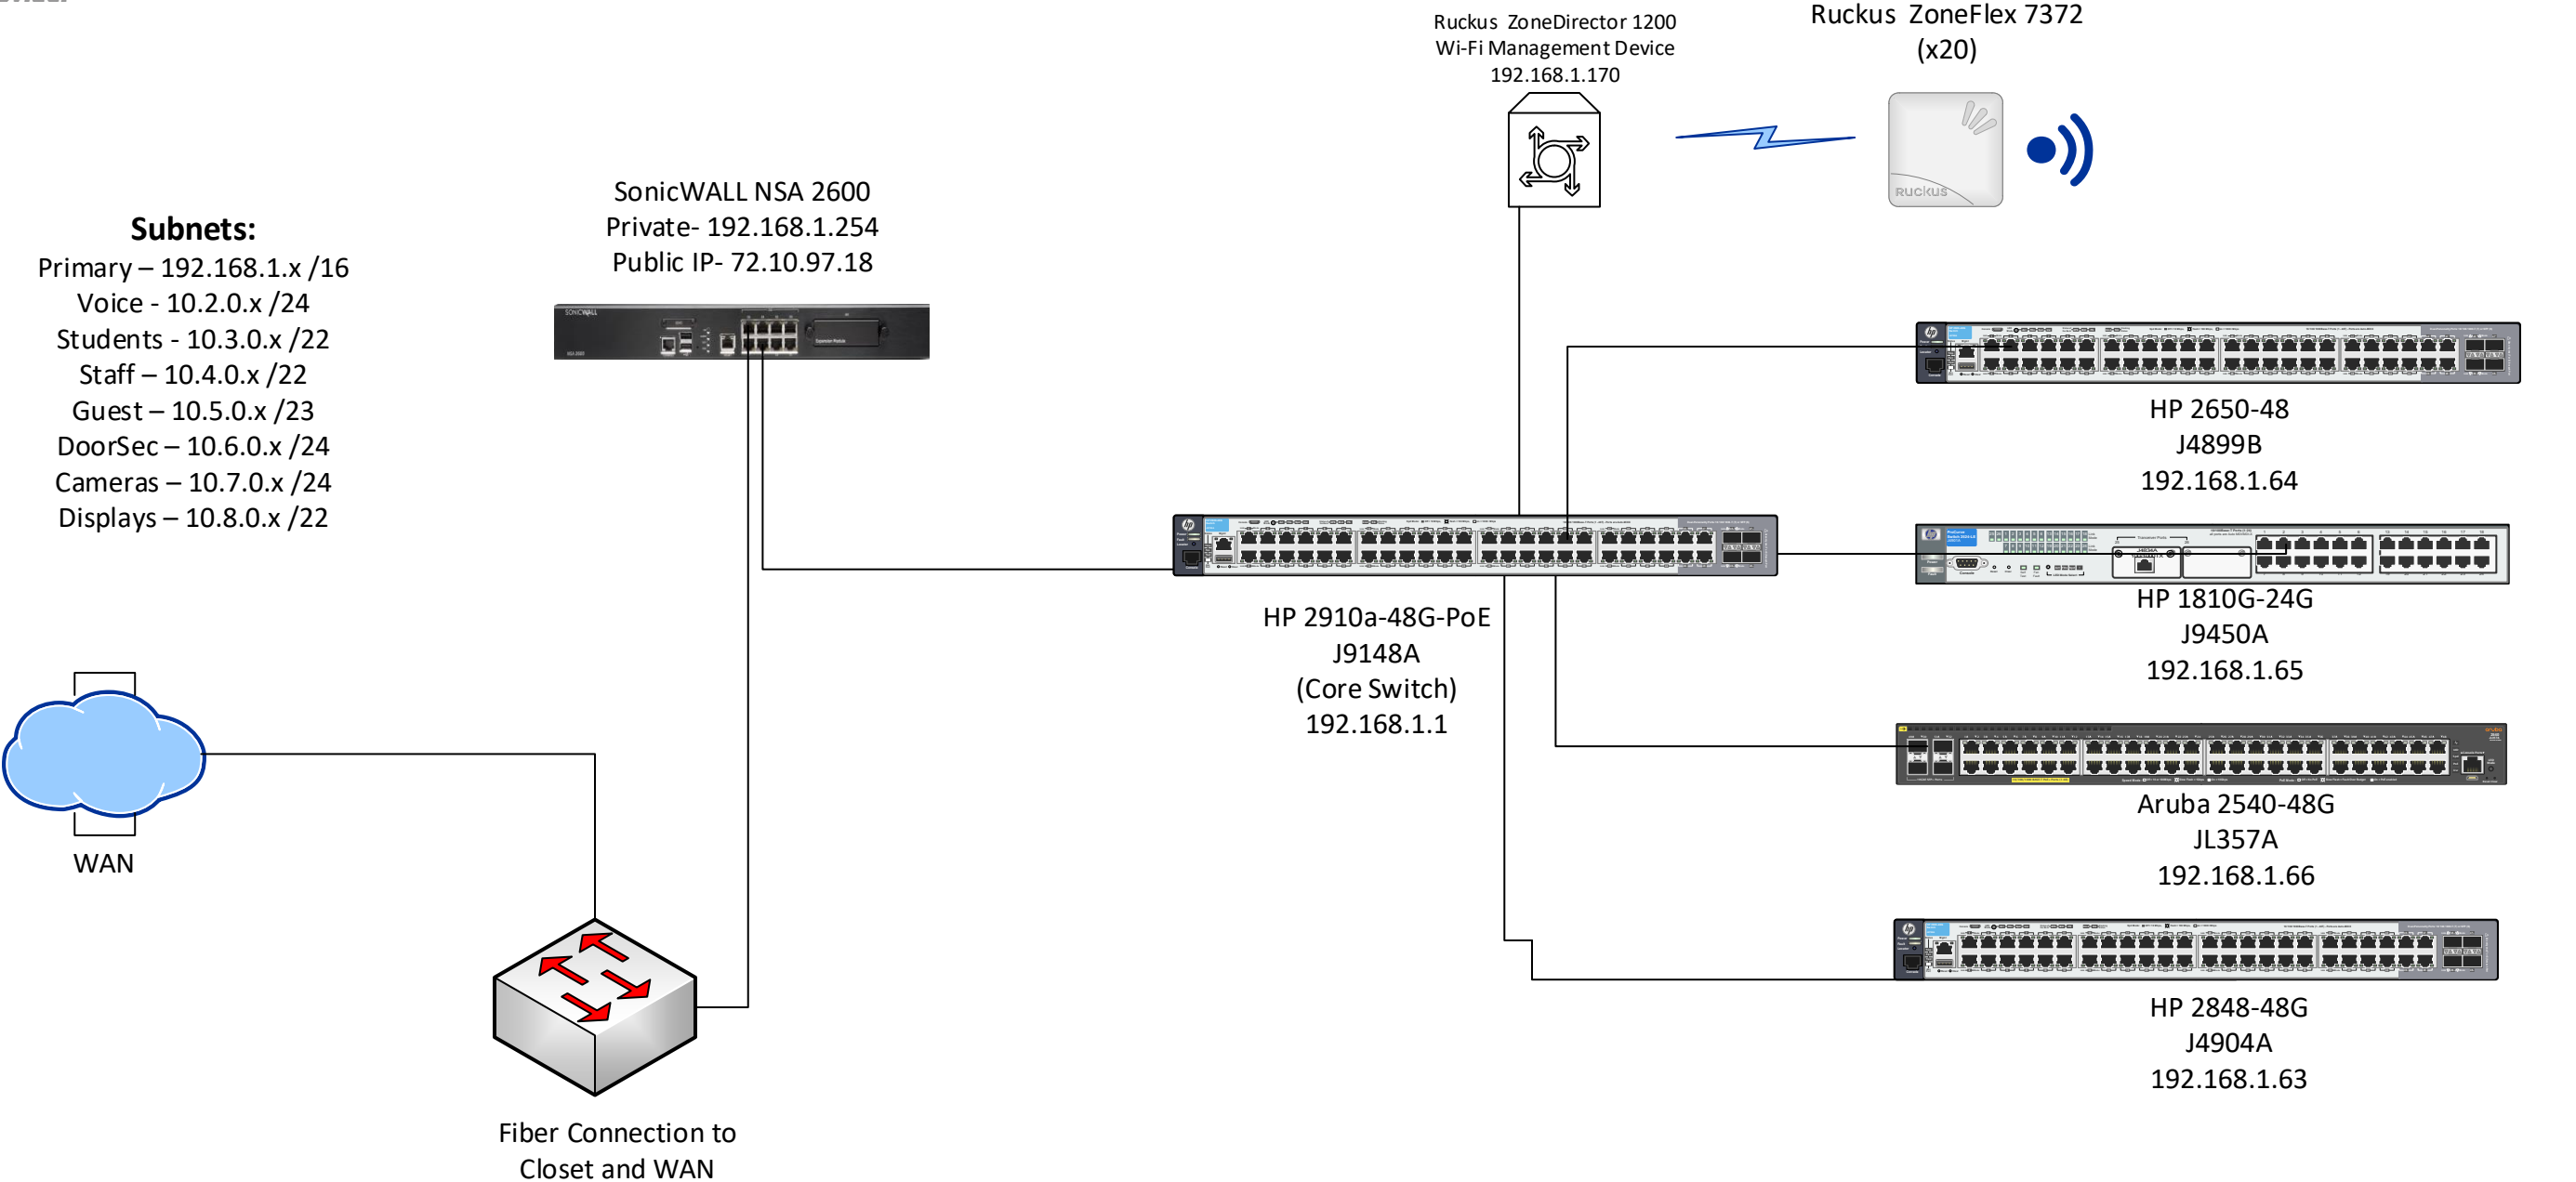 Subnets:
Primary – 192.168.1.x /16
Voice - 10.2.0.x /24
Students - 10.3.0.x /22
Staff – 10.4.0.x /22
Guest – 10.5.0.x /23
DoorSec – 10.6.0.x /24
Cameras – 10.7.0.x /24
Displays – 10.8.0.x /22
SonicWALL NSA 2600
Private- 192.168.1.254
Public IP- 72.10.97.18
SONICWALL
Expansion Module
WAN
Fiber Connection to
Closet and WAN
Ruckus ZoneDirector 1200
Wi-Fi Management Device
192.168.1.170
Ruckus ZoneFlex 7372
(x20)
RUCKUS
HP 2910a-48G-PoE
J9148A
(Core Switch)
192.168.1.1
HP 2650-48
J4899B
192.168.1.64
HP 1810G-24G
J9450A
192.168.1.65
Aruba 2540-48G
JL357A
192.168.1.66
HP 2848-48G
J4904A
192.168.1.63